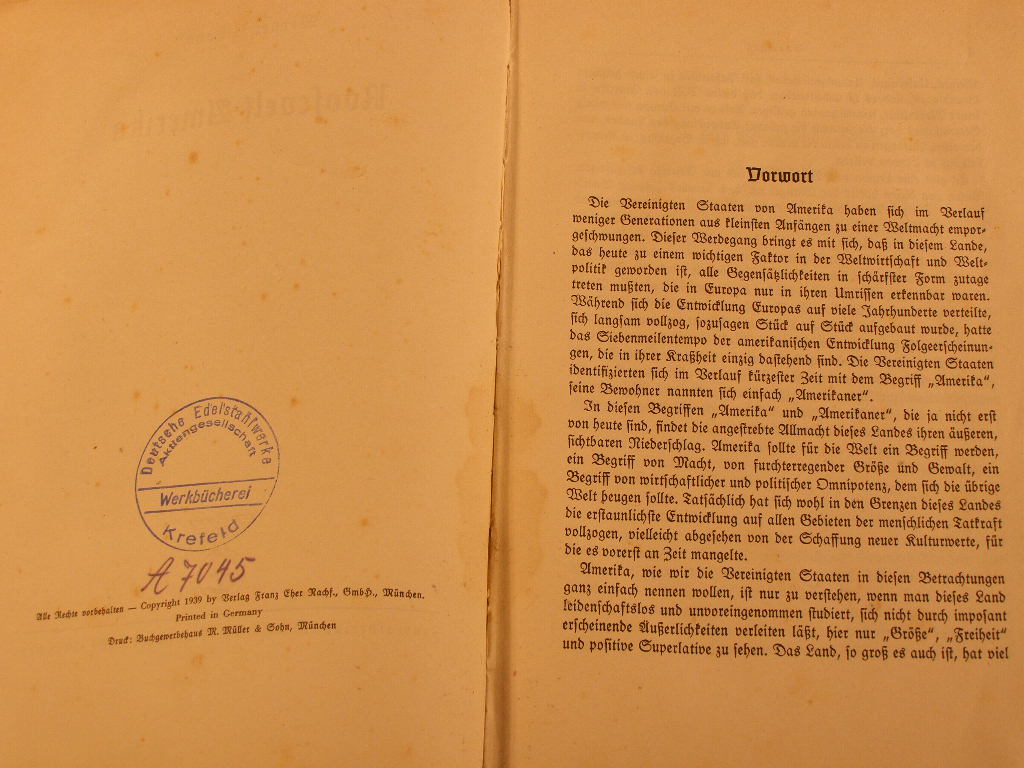 Deutsche Edelstahlwerke
Aktiengesellschaft
Werkbücherei
Krefeld
A 7045
Alle Rechte vorbehalten — Copyright 1939 by Verlag Franz Eher Nachf., GmbH., München.
Printed in Germany
Druck: Buchgewerbehaus M. Müller & Sohn, München
Vorwort
Die Vereinigten Staaten von Amerika haben sich im Verlauf
weniger Generationen aus kleinsten Anfängen zu einer Weltmacht empor-
geschwungen. Dieser Werdegang bringt es mit sich, daß in diesem Lande,
das heute zu einem wichtigen Faktor in der Weltwirtschaft und Welt-
politik geworden ist, alle Gegensätzlichkeiten in schärfster Form zutage
treten mußten, die in Europa nur in ihren Umrissen erkennbar waren.
Während sich die Entwicklung Europas auf viele Jahrhunderte verteilte,
sich langsam vollzog, sozusagen Stück auf Stück aufgebaut wurde, hatte
das Siebenmeilentempo der amerikanischen Entwicklung Folgeerscheinun-
gen, die in ihrer Kraßheit einzig dastehend sind. Die Vereinigten Staaten
identifizierten sich im Verlauf kürzester Zeit mit dem Begriff „Amerika“,
seine Bewohner nannten sich einfach „Amerikaner“.
In diesen Begriffen „Amerika“ und „Amerikaner“, die ja nicht erst
von heute sind, findet die angestrebte Allmacht dieses Landes ihren äußeren,
sichtbaren Niederschlag. Amerika sollte für die Welt ein Begriff werden,
ein Begriff von Macht, von furchterregender Größe und Gewalt, ein
Begriff von wirtschaftlicher und politischer Omnipotenz, dem sich die übrige
Welt beugen sollte. Tatsächlich hat sich wohl in den Grenzen dieses Landes
die erstaunlichste Entwicklung auf allen Gebieten der menschlichen Tatkraft
vollzogen, vielleicht abgesehen von der Schaffung neuer Kulturwerte, für
die es vorerst an Zeit mangelte.
Amerika, wie wir die Vereinigten Staaten in diesen Betrachtungen
ganz einfach nennen wollen, ist nur zu verstehen, wenn man dieses Land
leidenschaftslos und unvoreingenommen studiert, sich nicht durch imposant
erscheinende Äußerlichkeiten verleiten läßt, hier nur „Größe“, „Freiheit“
und positive Superlative zu sehen. Das Land, so groß es auch ist, hat viel